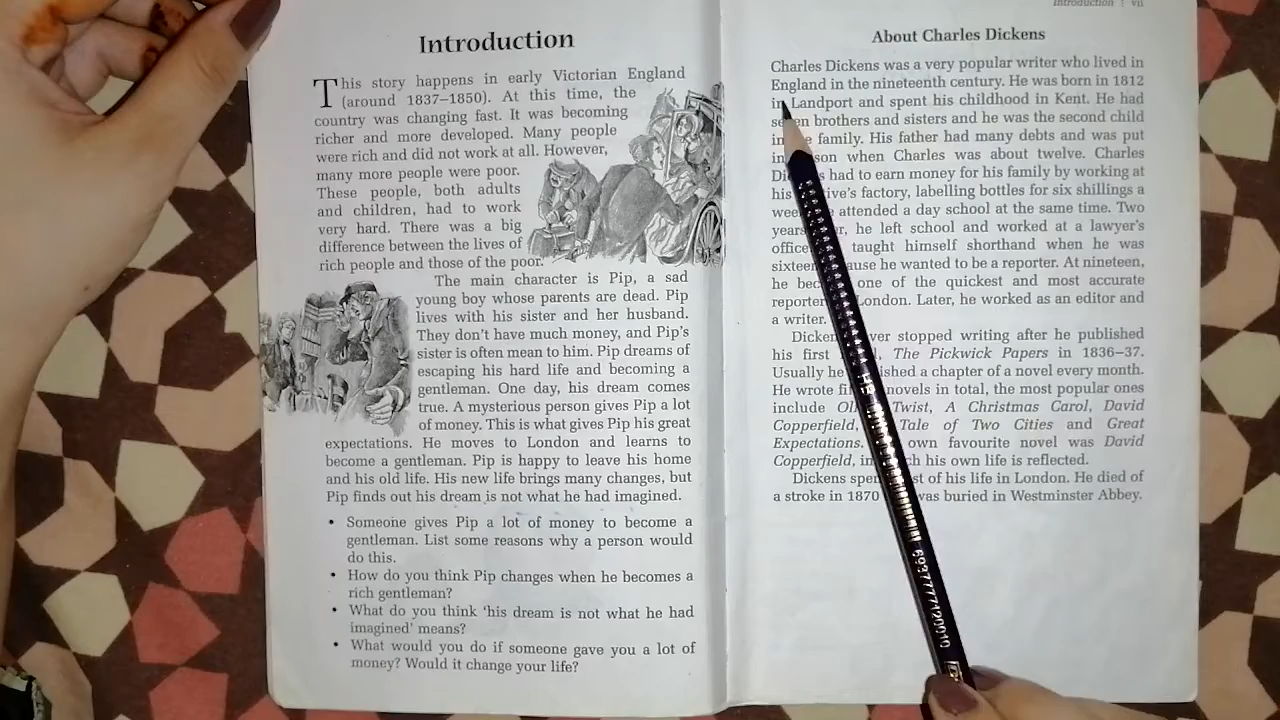 Introduction
This story happens in early Victorian England
(around 1837–1850). At this time, the
country was changing fast. It was becoming
richer and more developed. Many people
were rich and did not work at all. However,
many more people were poor.
These people, both adults
and children, had to work
very hard. There was a big
difference between the lives of
rich people and those of the poor.
The main character is Pip, a sad
young boy whose parents are dead. Pip
lives with his sister and her husband.
They don't have much money, and Pip's
sister is often mean to him. Pip dreams of
escaping his hard life and becoming a
gentleman. One day, his dream comes
true. A mysterious person gives Pip a lot
of money. This is what gives Pip his great
expectations. He moves to London and learns to
become a gentleman. Pip is happy to leave his home
and his old life. His new life brings many changes, but
Pip finds out his dream is not what he had imagined.
• Someone gives Pip a lot of money to become a
gentleman. List some reasons why a person would
do this.
• How do you think Pip changes when he becomes a
rich gentleman?
• What do you think 'his dream is not what he had
imagined' means?
• What would you do if someone gave you a lot of
money? Would it change your life?
Introduction | vii
About Charles Dickens
Charles Dickens was a very popular writer who lived in
England in the nineteenth century. He was born in 1812
in Landport and spent his childhood in Kent. He had
seven brothers and sisters and he was the second child
in family. His father had many debts and was put
in when Charles was about twelve. Charles
had to earn money for his family by working at
his factory, labelling bottles for six shillings a
attended a day school at the same time. Two
years he left school and worked at a lawyer's
taught himself shorthand when he was
sixteen he wanted to be a reporter. At nineteen,
he one of the quickest and most accurate
London. Later, he worked as an editor and
a writer.
writing after he published
his first The Pickwick Papers in 1836–37.
Usually he a chapter of a novel every month.
He wrote novels in total, the most popular ones
include Twist, A Christmas Carol, David
Copperfield, Tale of Two Cities and Great
Expectations. own favourite novel was David
Copperfield, his own life is reflected.
Dickens of his life in London. He died of
a stroke in 1870 was buried in Westminster Abbey.
HB
6937777120010